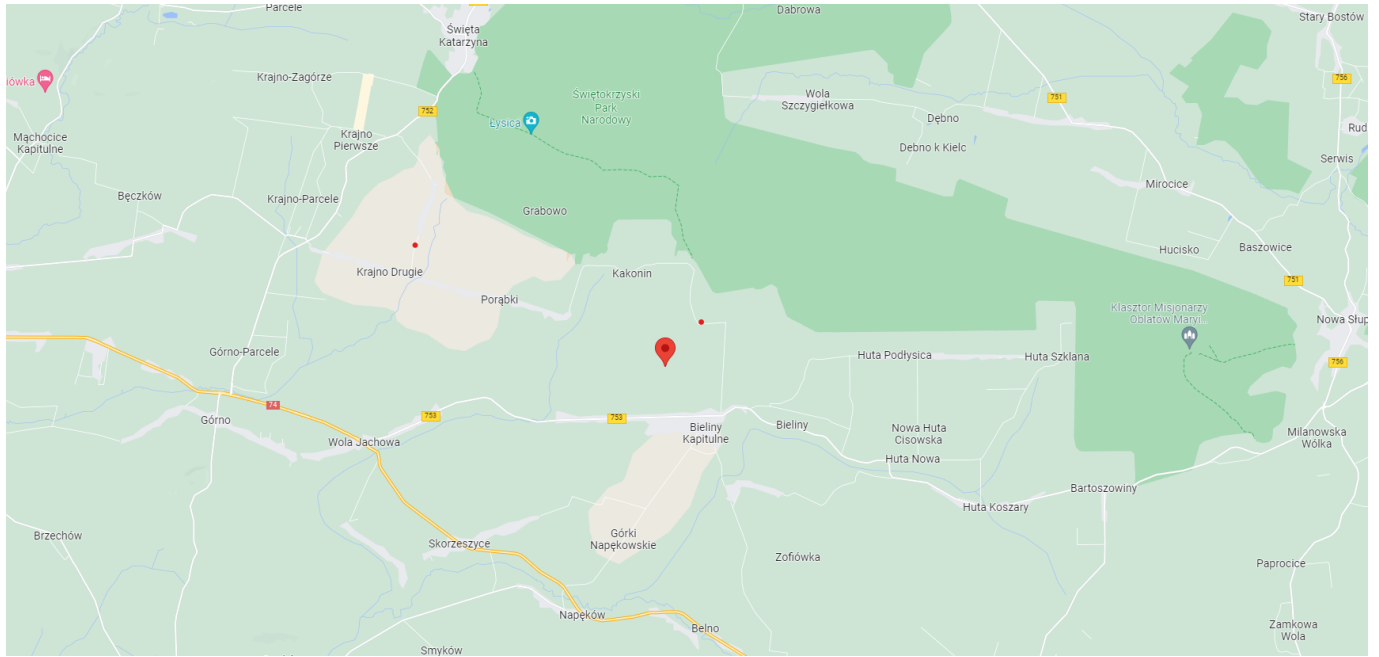 Parcele
Dąbrowa
Stary Bostów
Święta
Katarzyna
Krajno-Zagórze
iówka
756
Świętokrzyski
Park
Narodowy
Wola
Szczygiełkowa
751
752
Łysica
Dębno
Rud
Mąchocice
Kapitulne
Krajno
Pierwsze
Debno k Kielc
Serwis
Mirocice
Bęczków
Krajno-Parcele
Grabowo
Hucisko
Baszowice
Krajno Drugie
Kakonin
751
Porąbki
Klasztor Misjonarzy
Oblatów Maryi...
Nowa Słup
Górno-Parcele
Huta Podłysica
Huta Szklana
756
74
753
753
Górno
Bieliny
Kapitulne
Bieliny
Nowa Huta
Cisowska
Milanowska
Wólka
Wola Jachowa
Huta Nowa
Bartoszowiny
Huta Koszary
Brzechów
Skorzeszyce
Górki
Napękowskie
Zofiówka
Paprocice
Napęków
Belno
Zamkowa
Wola
Smyków